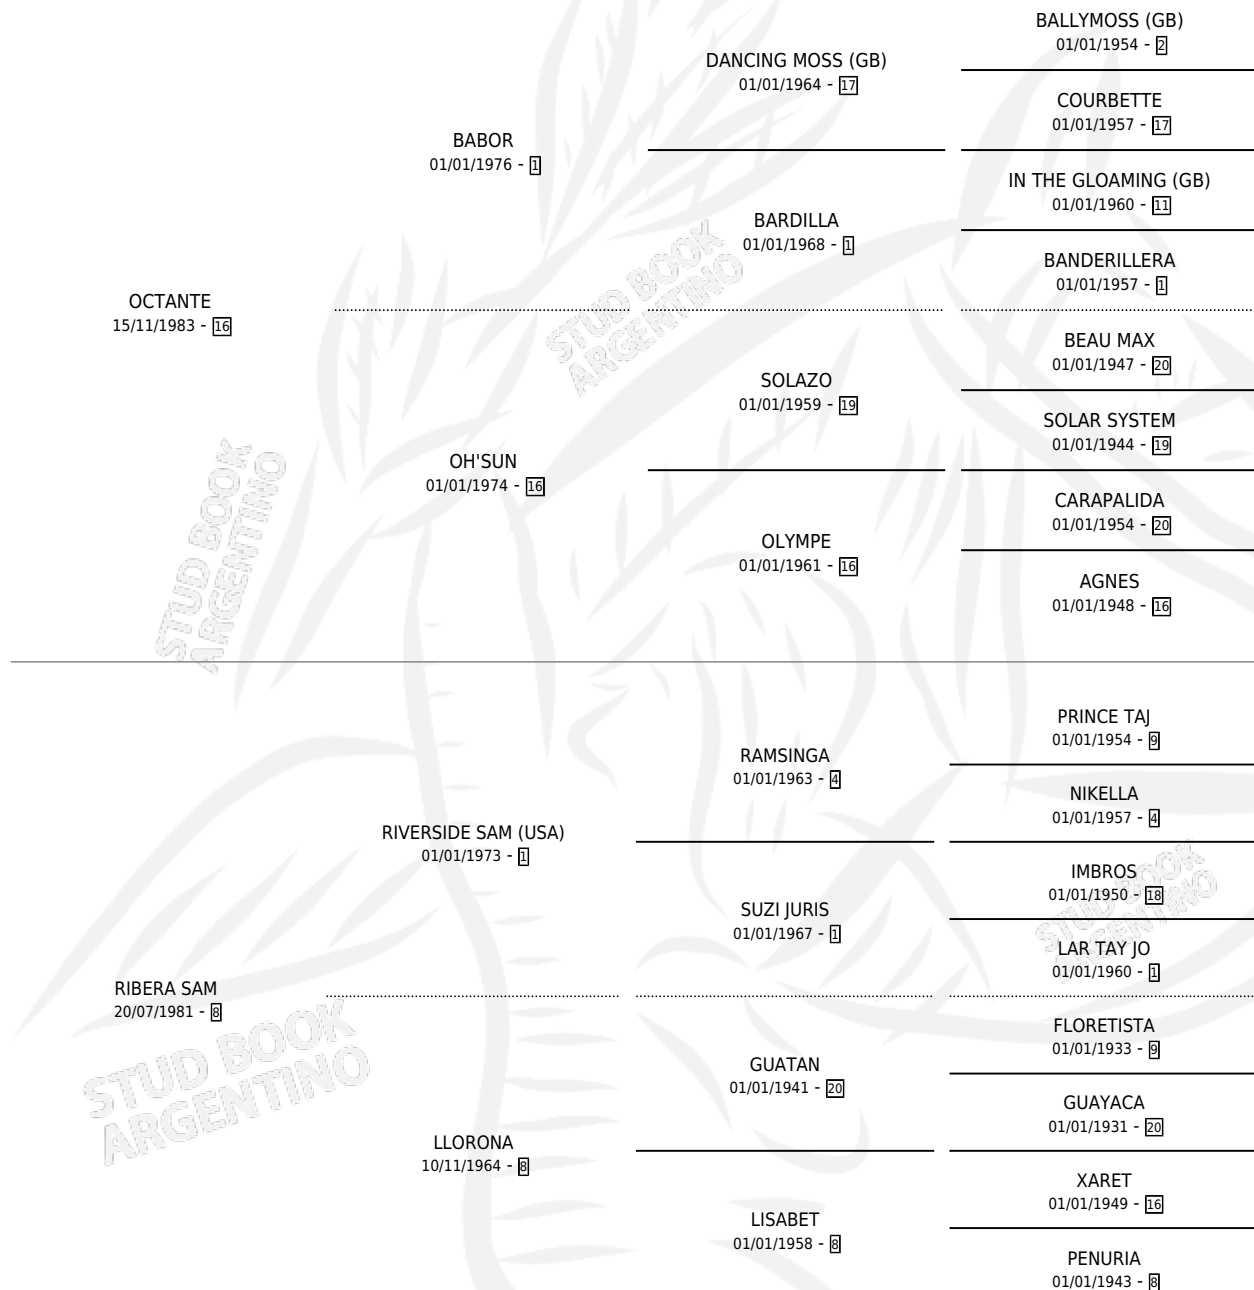 BALLYMOSS (GB)
01/01/1954 - 2
DANCING MOSS (GB)
01/01/1964 - 17
COURBETTE
01/01/1957 - 17
BABOR
01/01/1976 - 1
IN THE GLOAMING (GB)
01/01/1960 - 11
BARDILLA
01/01/1968 - 1
BANDERILLERA
01/01/1957 - 1
OCTANTE
15/11/1983 - 16
BEAU MAX
01/01/1947 - 20
SOLAZO
01/01/1959 - 19
SOLAR SYSTEM
01/01/1944 - 19
OH'SUN
01/01/1974 - 16
CARAPALIDA
01/01/1954 - 20
OLYMPE
01/01/1961 - 16
AGNES
01/01/1948 - 16
STUD BOOK
ARGENTINO
STUD BOOK
ARGENTINO
PRINCE TAJ
01/01/1954 - 9
RAMSINGA
01/01/1963 - 4
NIKELLA
01/01/1957 - 4
RIVERSIDE SAM (USA)
01/01/1973 - 1
IMBROS
01/01/1950 - 18
SUZI JURIS
01/01/1967 - 1
LAR TAY JO
01/01/1960 - 1
STUD BOOK
ARGENTINO
RIBERA SAM
20/07/1981 - 8
FLORETISTA
01/01/1933 - 9
GUATAN
01/01/1941 - 20
GUAYACA
01/01/1931 - 20
LLORONA
10/11/1964 - 8
XARET
01/01/1949 - 16
LISABET
01/01/1958 - 8
PENURIA
01/01/1943 - 8
STUD BOOK
ARGENTINO